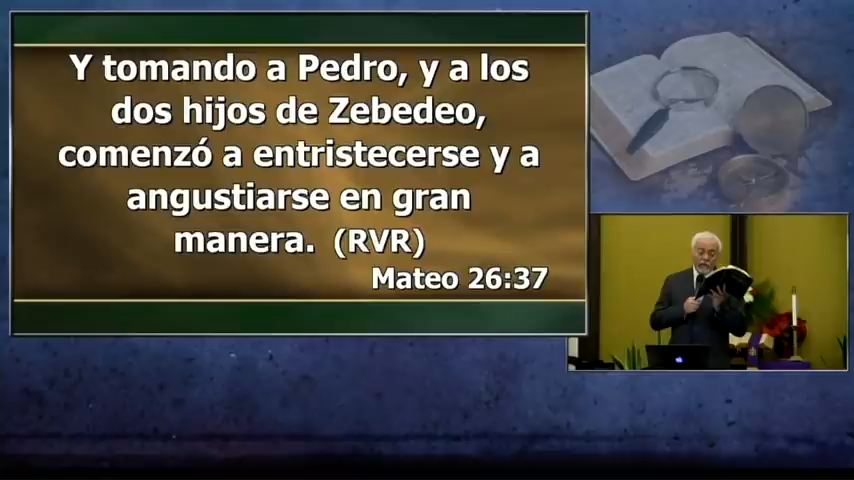 Y tomando a Pedro, y a los
dos hijos de Zebedeo,
comenzó a entristecerse y a
angustiarse en gran
manera. (RVR)
Mateo 26:37